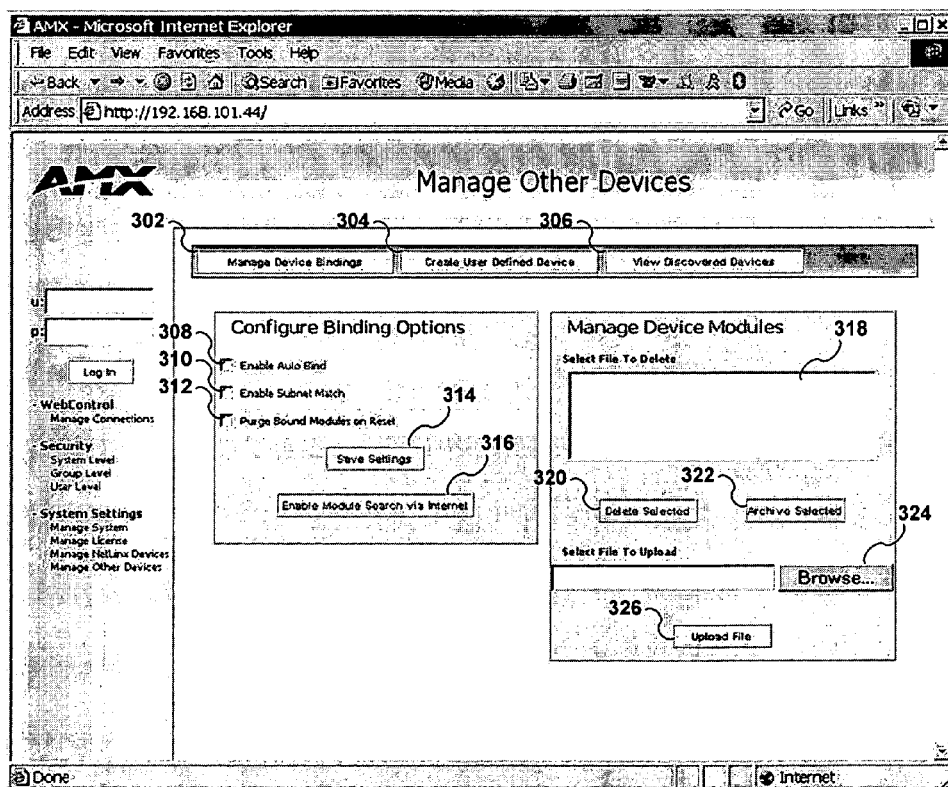 AMX - Microsoft Internet Explorer
File Edit View Favorites Tools Help
Back Search Favorites Media
Address http://192.168.101.44/ Go Links
AMX
Manage Other Devices
302 304 306
Manage Device Bindings Create User Defined Device View Discovered Devices
u:
p:
Log In
- WebControl
Manage Connections
- Security
System Level
Group Level
User Level
- System Settings
Manage System
Manage License
Manage NetLinx Devices
Manage Other Devices
Configure Binding Options
308 Enable Auto Bind
310 Enable Subnet Match
312 Purge Bound Modules on Reset
314
Save Settings
316
Enable Module Search via Internet
Manage Device Modules
318
Select File To Delete
320 322
Delete Selected Archive Selected
324
Select File To Upload
Browse...
326
Upload File
Done Internet